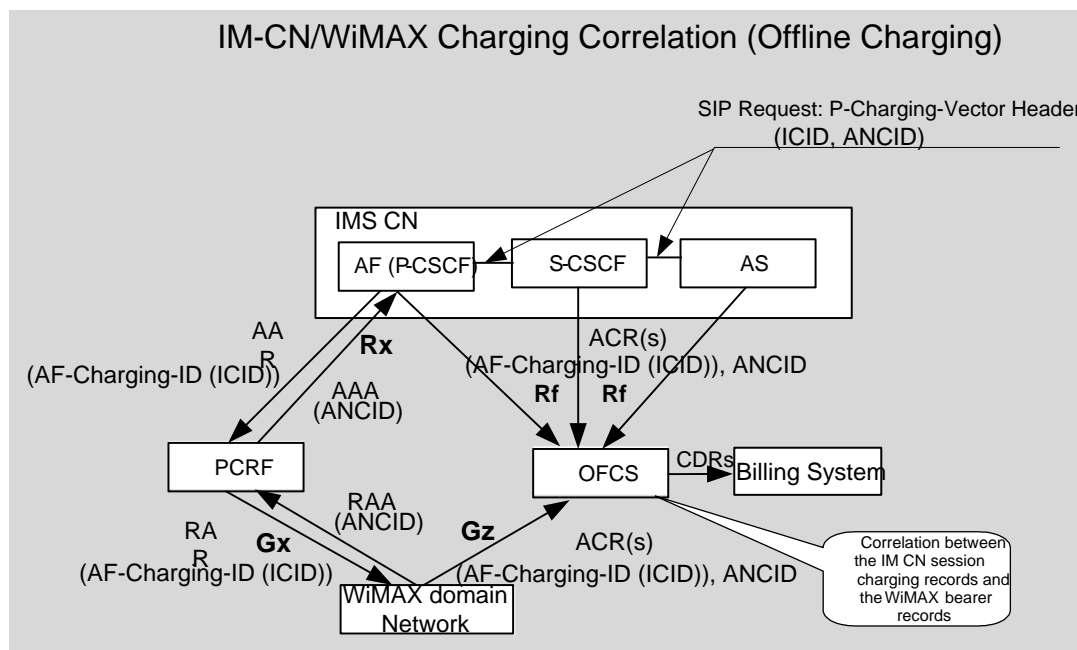 IM-CN/WiMAX Charging Correlation (Offline Charging)
SIP Request: P-Charging-Vector Header
(ICID, ANCID)
IMS CN
AF (P-CSCF)
S-CSCF
AS
AA
R
(AF-Charging-ID (ICID))
Rx
AAA
(ANCID)
ACR(s)
(AF-Charging-ID (ICID)), ANCID
Rf
Rf
PCRF
OFCS
CDRs
Billing System
RA
R
(AF-Charging-ID (ICID))
Gx
RAA
(ANCID)
Gz
ACR(s)
(AF-Charging-ID (ICID)), ANCID
WiMAX domain
Network
Correlation between
the IM CN session
charging records and
the WiMAX bearer
records